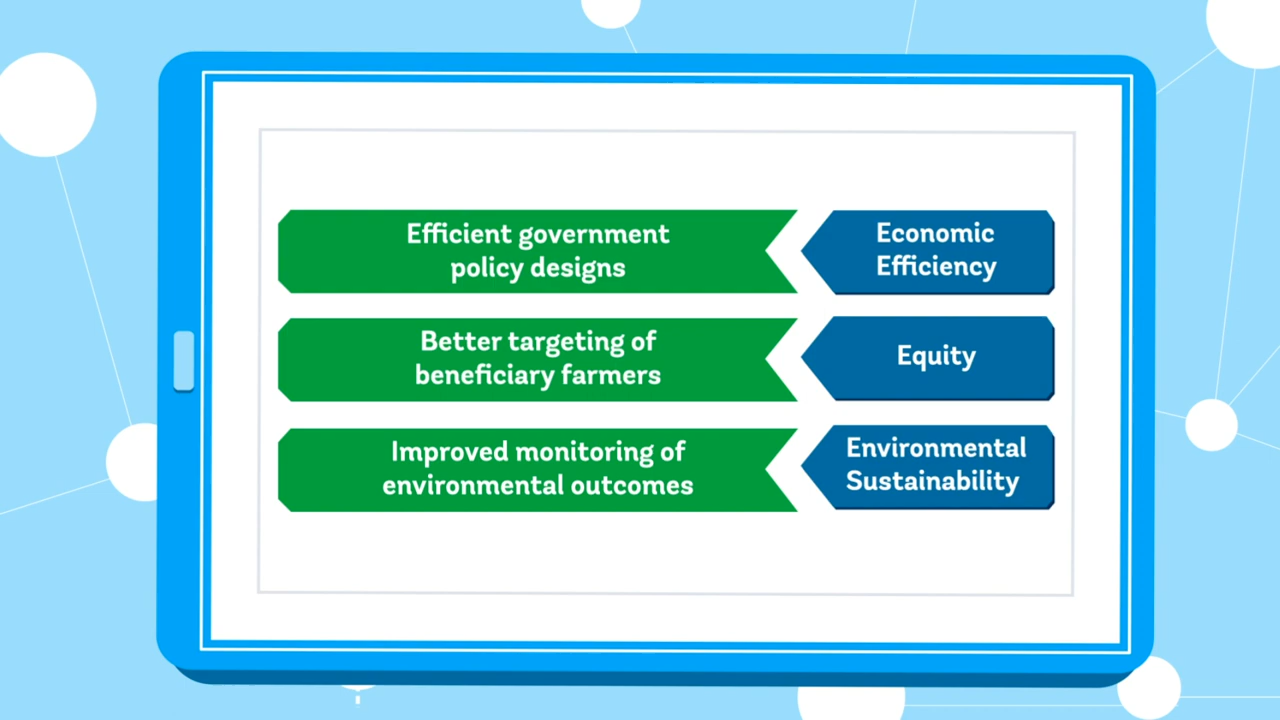 Efficient government
policy designs
Economic
Efficiency
Better targeting of
beneficiary farmers
Equity
Improved monitoring of
environmental outcomes
Environmental
Sustainability